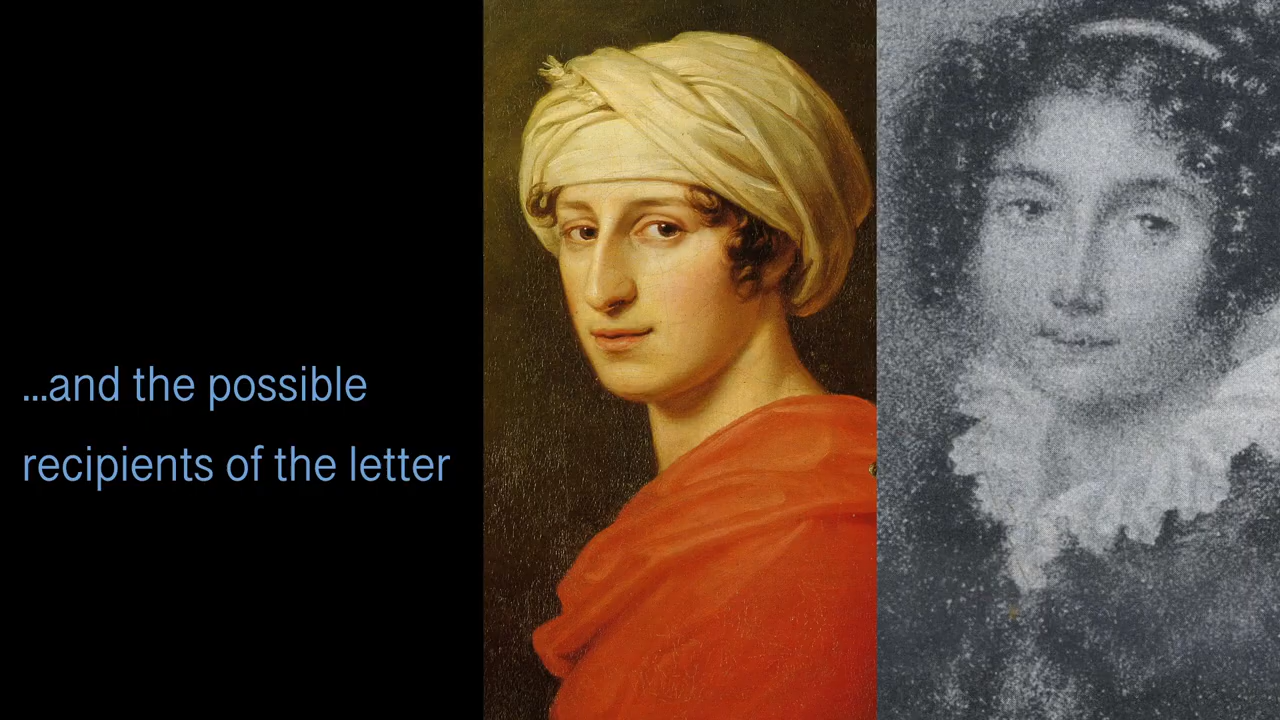 ...and the possible
recipients of the letter